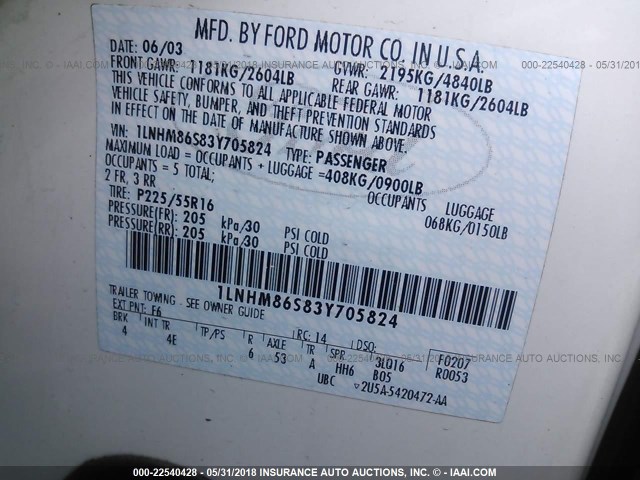 MFD. BY FORD MOTOR CO. IN U.S.A.
DATE: 06/03 GVWR: 2195KG/4840LB
FRONT GAWR: 1181KG/2604LB REAR GAWR: 1181KG/2604LB
THIS VEHICLE CONFORMS TO ALL APPLICABLE FEDERAL MOTOR
VEHICLE SAFETY, BUMPER, AND THEFT PREVENTION STANDARDS
IN EFFECT ON THE DATE OF MANUFACTURE SHOWN ABOVE.
VIN: 1LNHM86S83Y705824 TYPE: PASSENGER
MAXIMUM LOAD = OCCUPANTS + LUGGAGE =408KG/0900LB
OCCUPANTS = 5 TOTAL; OCCUPANTS LUGGAGE
2 FR, 3 RR 068KG/0150LB
TIRE: P225/55R16
PRESSURE(FR): 205 kPa/30 PSI COLD
PRESSURE(RR): 205 kPa/30 PSI COLD
1LNHM86S83Y705824
TRAILER TOWING . SEE OWNER GUIDE
EXT PNT: F6 RC: 14 DSO: F0207
BRK INT TR TP/PS R AXLE TR SPR 3LQ16 R0053
4 4E 6 53 A HH6 B05
UBC ▽2U5A-5420472-AA
000-22540428 - 05/31/2018 INSURANCE AUTO AUCTIONS, INC. - © - IAAI.COM